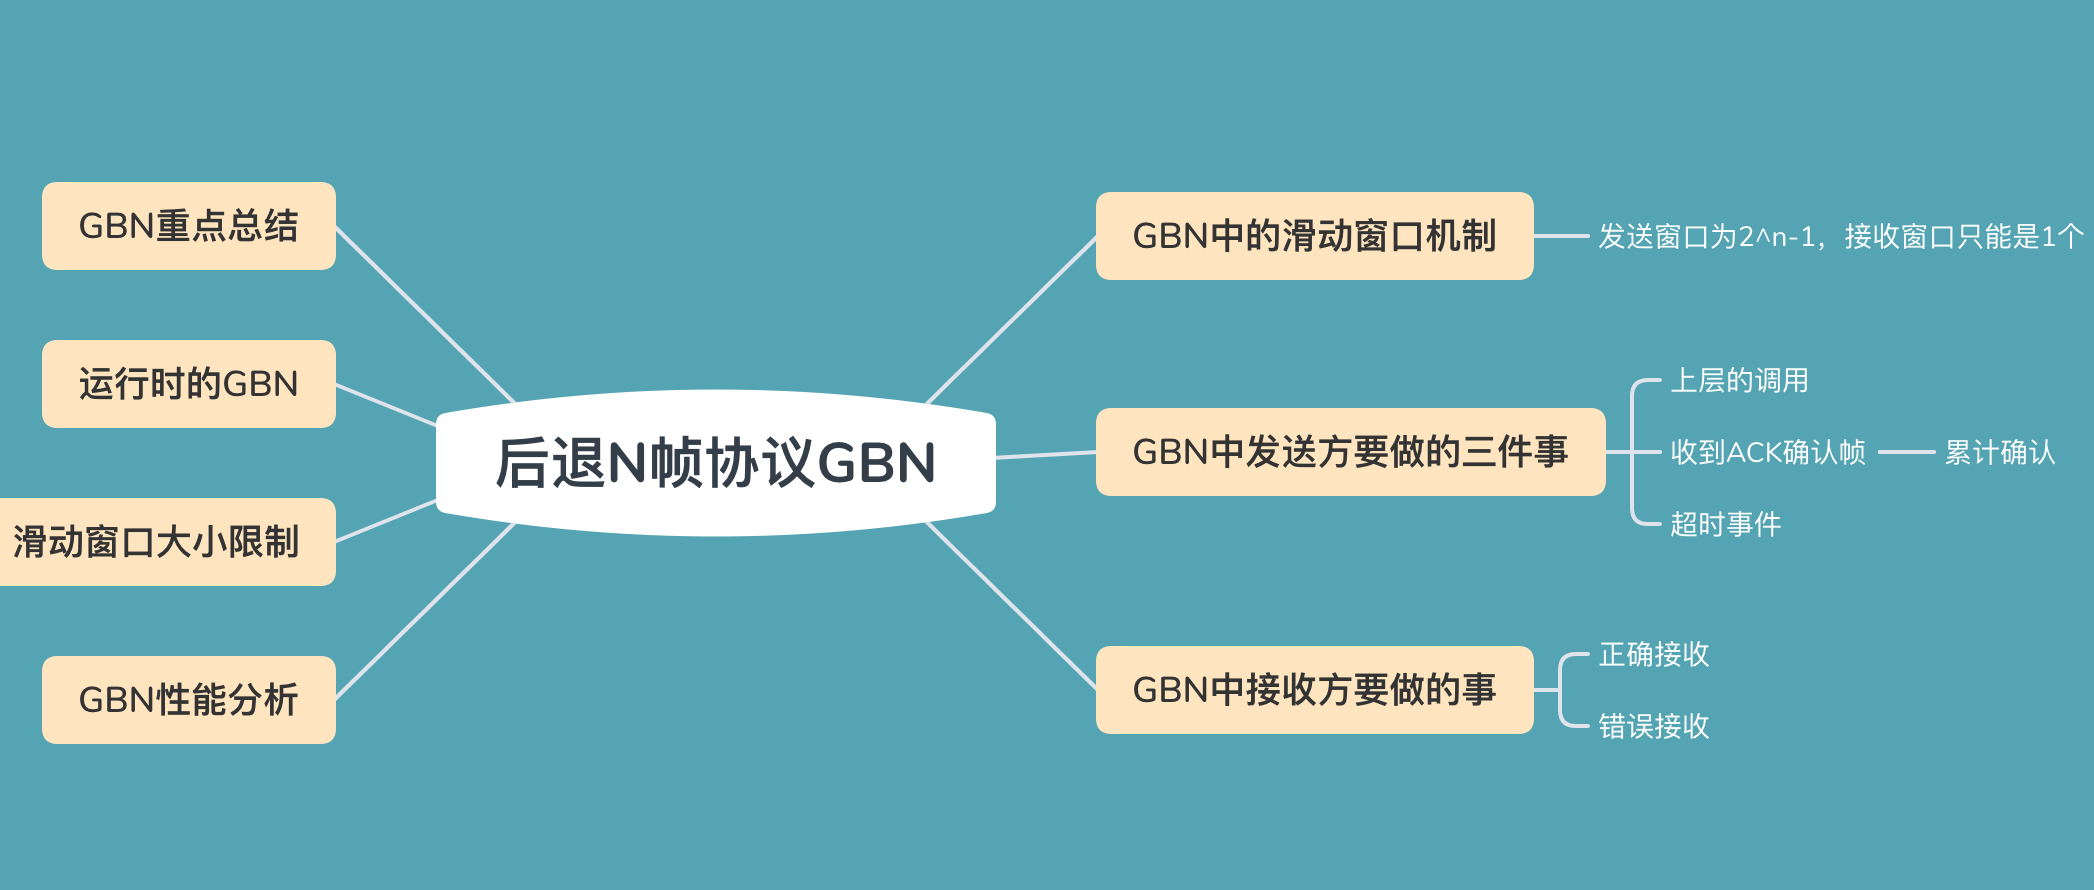 后退N帧协议GBN
GBN中的滑动窗口机制
发送窗口为2^n-1，接收窗口只能是1个
GBN中发送方要做的三件事
上层的调用
收到ACK确认帧
累计确认
超时事件
GBN中接收方要做的事
正确接收
错误接收
GBN重点总结
运行时的GBN
滑动窗口大小限制
GBN性能分析